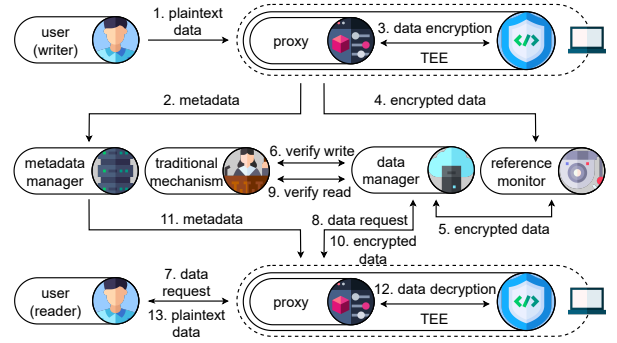 1. plaintext
data
user
(writer)
proxy
3. data encryption
TEE
2. metadata
4. encrypted data
metadata
manager
traditional
mechanism
6. verify write
9. verify read
data
manager
reference
monitor
11. metadata
8. data request
10. encrypted
data
5. encrypted data
7. data
request
13. plaintext
data
user
(reader)
proxy
12. data decryption
TEE